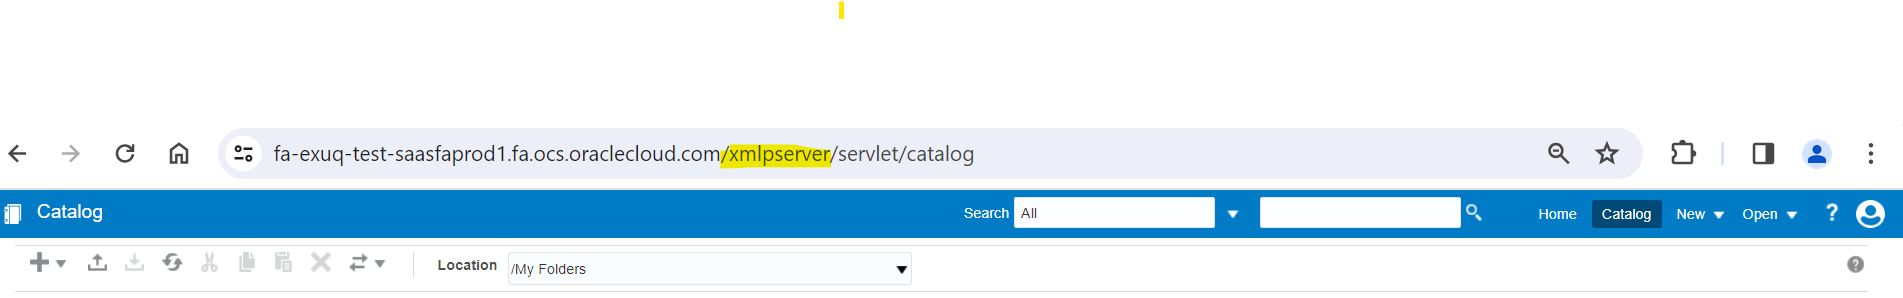 fa-exuq-test-saasfaprod1.fa.ocs.oraclecloud.com/xmlpserver/servlet/catalog
Catalog Search All Home Catalog New Open ?
Location /My Folders ?